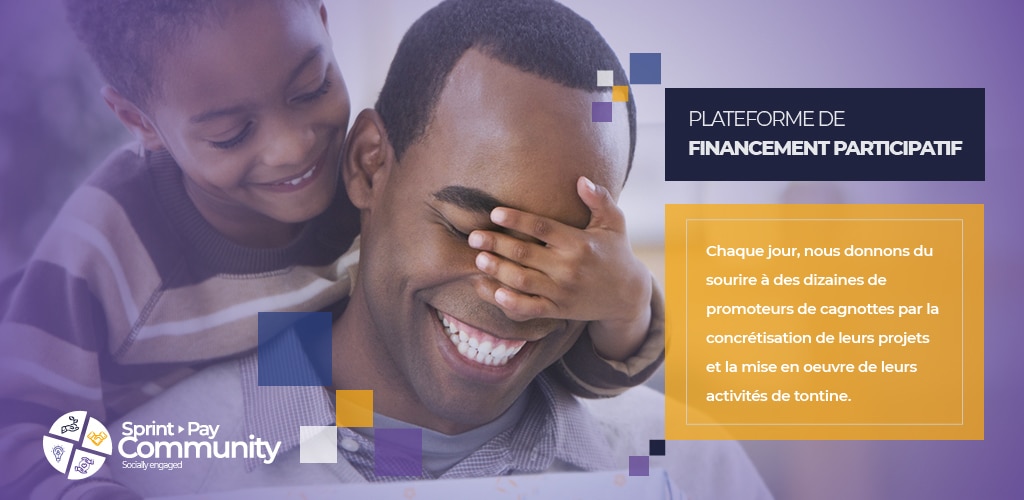 PLATEFORME DE
FINANCEMENT PARTICIPATIF
Chaque jour, nous donnons du
sourire à des dizaines de
promoteurs de cagnottes par la
concrétisation de leurs projets
et la mise en oeuvre de leurs
activités de tontine.
Sprint Pay
Community
Socially engaged